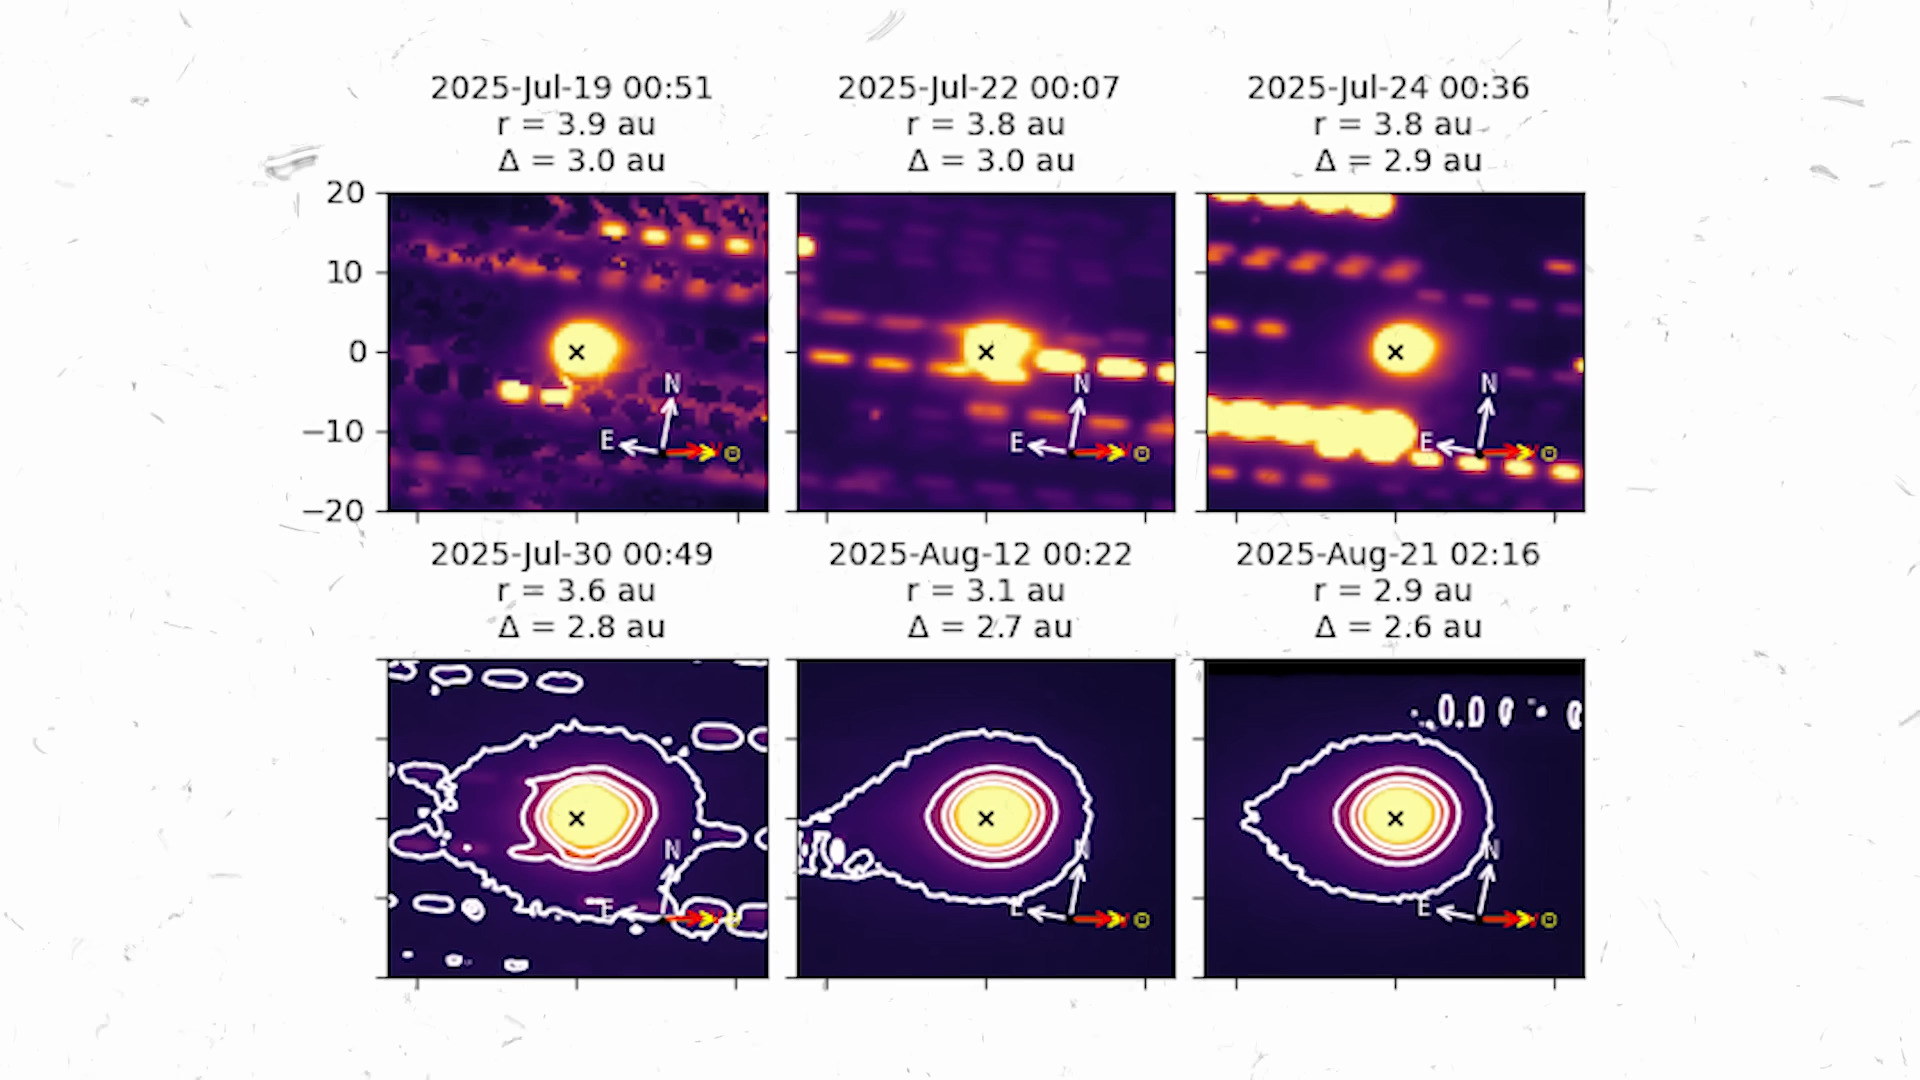 2025-Jul-19 00:51
r = 3.9 au
Δ = 3.0 au
2025-Jul-22 00:07
r = 3.8 au
Δ = 3.0 au
2025-Jul-24 00:36
r = 3.8 au
Δ = 2.9 au
20
10
0
−10
−20
N
E
N
E
N
E
2025-Jul-30 00:49
r = 3.6 au
Δ = 2.8 au
2025-Aug-12 00:22
r = 3.1 au
Δ = 2.7 au
2025-Aug-21 02:16
r = 2.9 au
Δ = 2.6 au
N
E
N
E
N
E